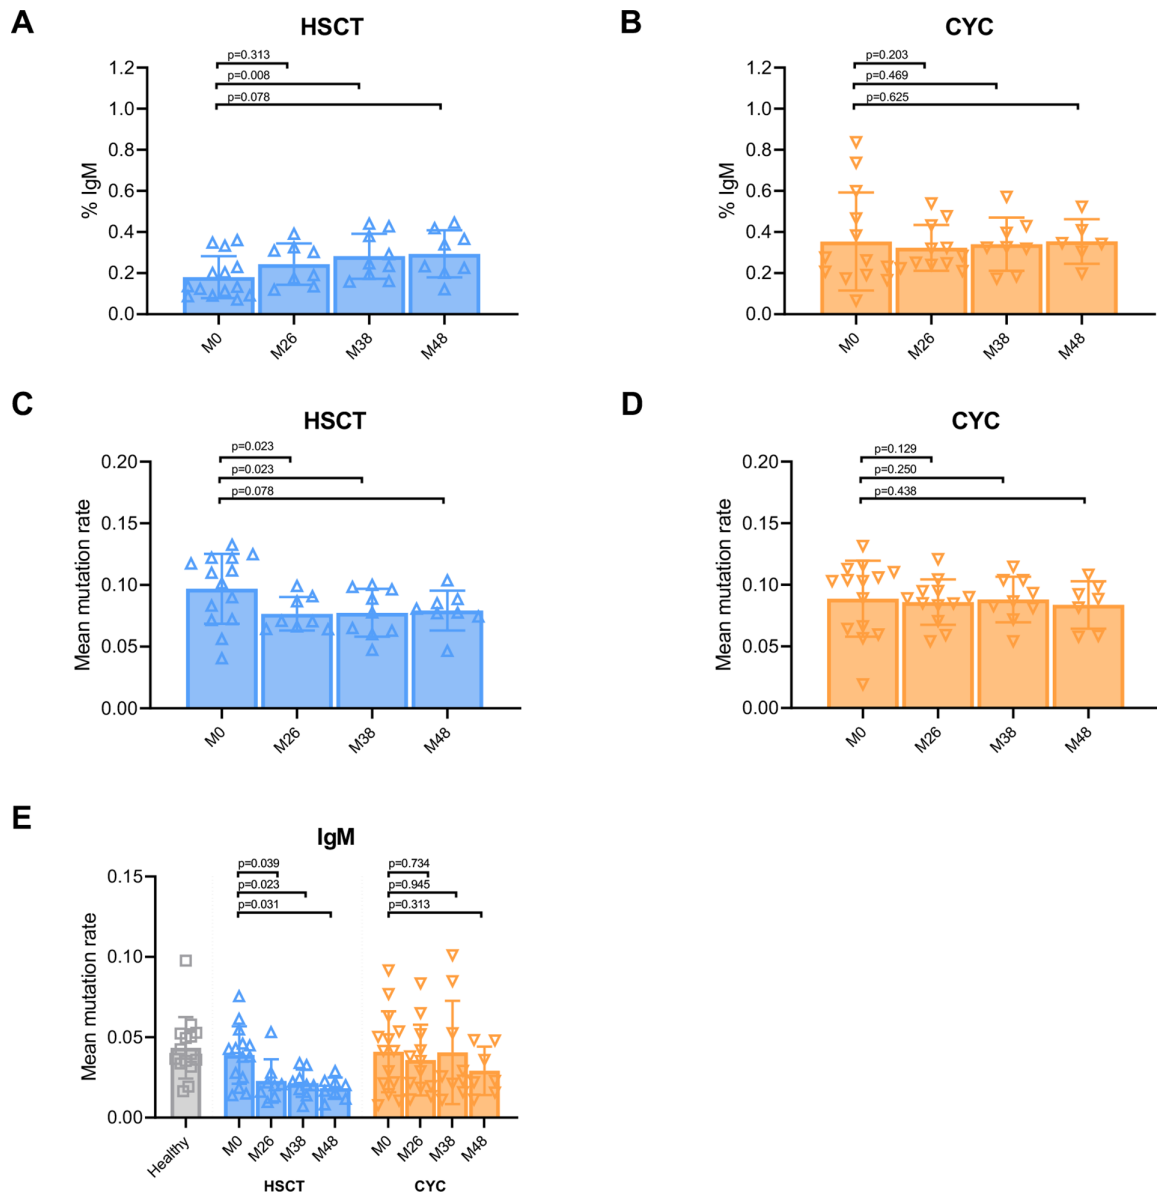 A
HSCT
p=0.313
p=0.008
p=0.078
1.2
1.0
0.8
0.6
0.4
0.2
0.0
% IgM
M0
M26
M38
M48
B
CYC
p=0.203
p=0.469
p=0.625
1.2
1.0
0.8
0.6
0.4
0.2
0.0
% IgM
M0
M26
M38
M48
C
HSCT
p=0.023
p=0.023
p=0.078
0.20
0.15
0.10
0.05
0.00
Mean mutation rate
M0
M26
M38
M48
D
CYC
p=0.129
p=0.250
p=0.438
0.20
0.15
0.10
0.05
0.00
Mean mutation rate
M0
M26
M38
M48
E
IgM
p=0.039
p=0.023
p=0.031
p=0.734
p=0.945
p=0.313
0.15
0.10
0.05
0.00
Mean mutation rate
Healthy
M0
M26
M38
M48
M0
M26
M38
M48
HSCT
CYC